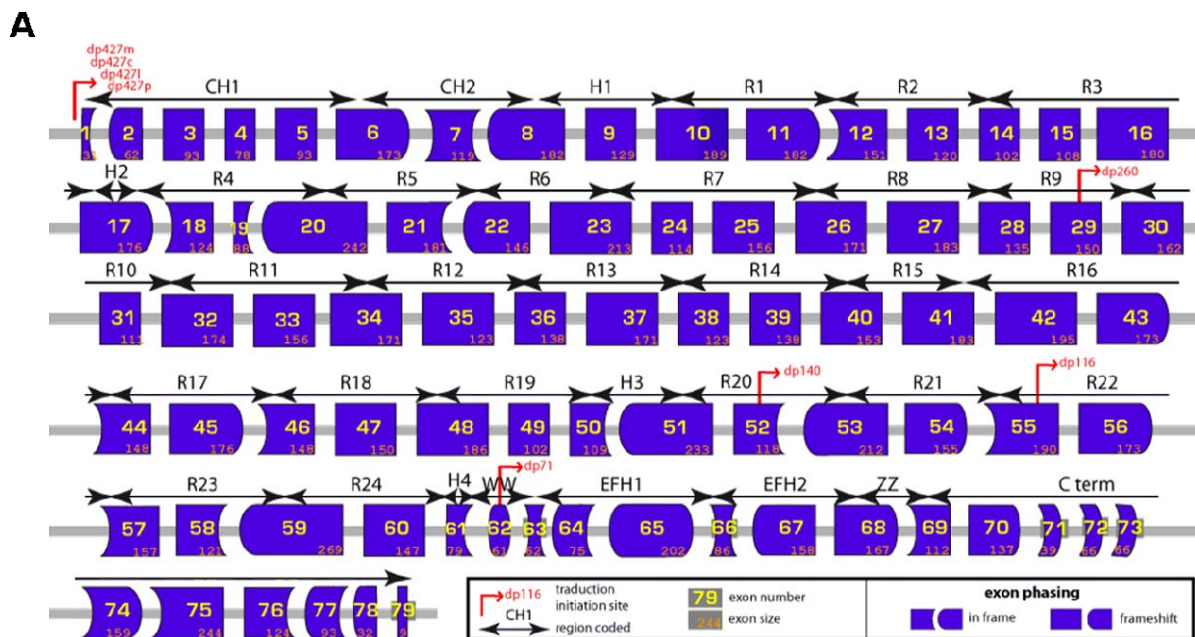 A
dp427m
dp427c
dp427l
dp427p
CH1 CH2 H1 R1 R2 R3
1 2 3 4 5 6 7 8 9 10 11 12 13 14 15 16
31 62 93 78 93 173 119 182 129 189 182 151 120 102 108 180
H2 R4 R5 R6 R7 R8 R9 dp260
17 18 19 20 21 22 23 24 25 26 27 28 29 30
176 124 88 242 181 146 213 114 156 171 183 135 150 162
R10 R11 R12 R13 R14 R15 R16
31 32 33 34 35 36 37 38 39 40 41 42 43
111 174 156 171 123 138 171 123 138 153 183 195 173
R17 R18 R19 H3 R20 dp140 R21 dp116 R22
44 45 46 47 48 49 50 51 52 53 54 55 56
148 176 148 150 186 102 109 233 118 212 155 190 173
R23 R24 H4 WW dp71 EFH1 EFH2 ZZ C term
57 58 59 60 61 62 63 64 65 66 67 68 69 70 71 72 73
157 121 269 147 79 61 62 75 202 86 158 167 112 137 39 66 66
74 75 76 77 78 79
159 244 124 93 32 9
dp116 traduction
initiation site
CH1 region coded
79 exon number
244 exon size
exon phasing
in frame frameshift